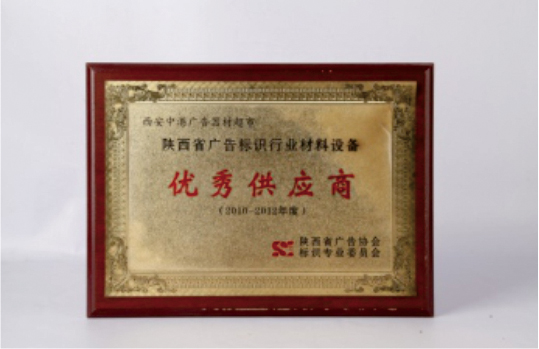 西安中港广告器材超市
陕西省广告标识行业材料设备
优秀供应商
(2010-2012年度)
陕西省广告协会
标识专业委员会